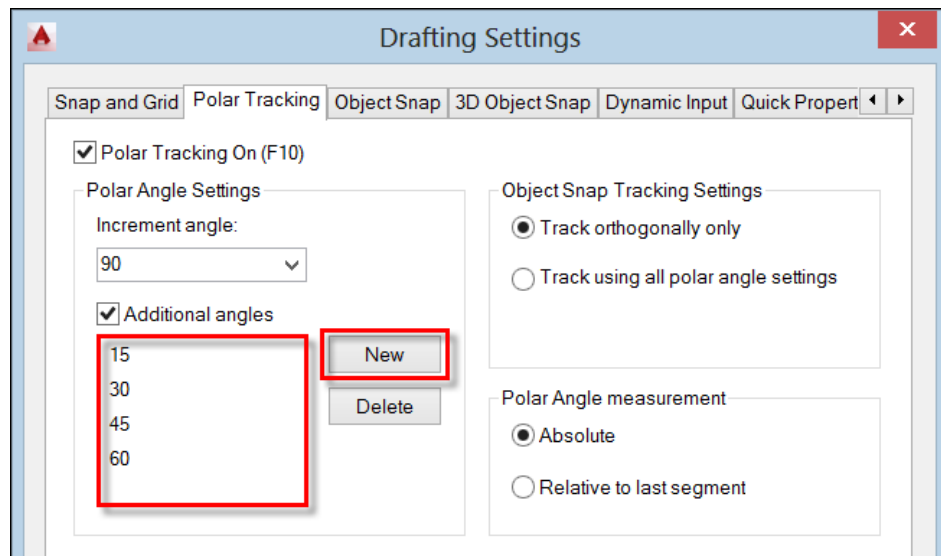 Drafting Settings
Snap and Grid Polar Tracking Object Snap 3D Object Snap Dynamic Input Quick Propert
Polar Tracking On (F10)
Polar Angle Settings
Increment angle:
90
Additional angles
15
30
45
60
New
Delete
Object Snap Tracking Settings
Track orthogonally only
Track using all polar angle settings
Polar Angle measurement
Absolute
Relative to last segment